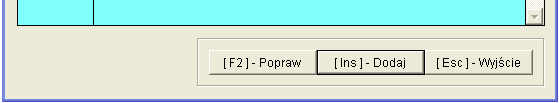 [ F2 ] - Popraw [ Ins ] - Dodaj [ Esc ] - Wyjście